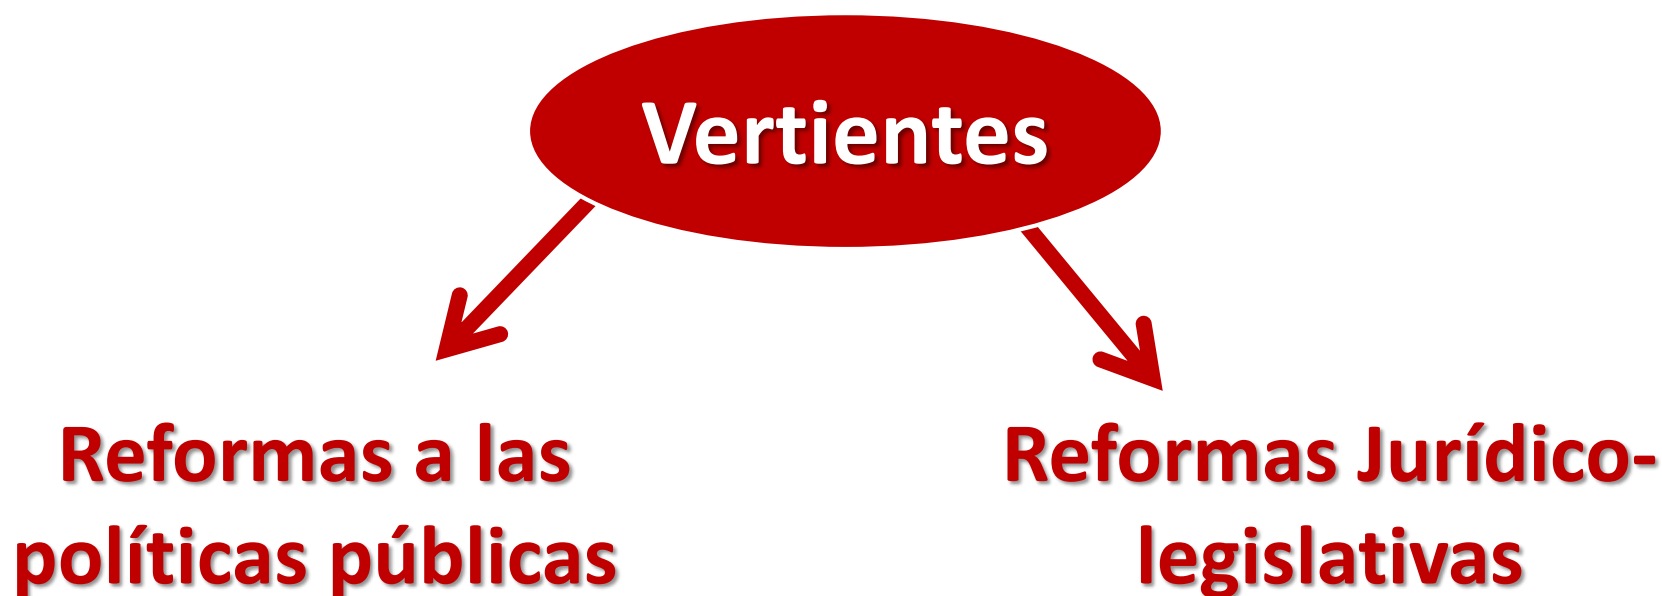 Vertientes
Reformas a las
políticas públicas
Reformas Jurídico-
legislativas